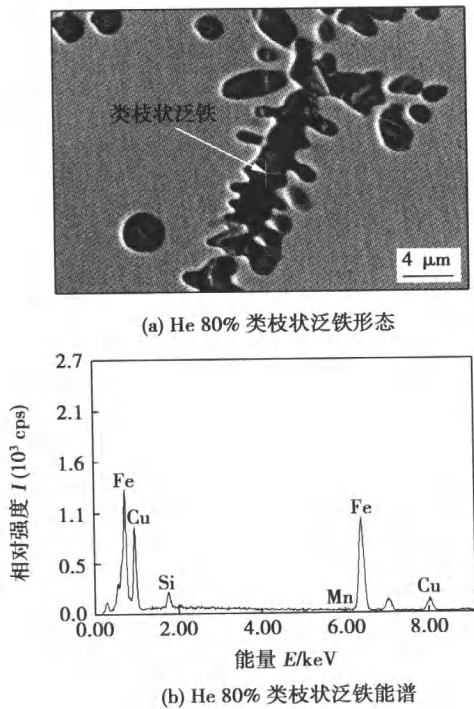 类枝状泛铁
4 μm
(a) He 80% 类枝状泛铁形态
2.7
2.1
1.6
1.1
0.5
0.0
相对强度 I (10³ cps)
Fe
Cu
Si
Mn
Fe
Cu
0.00 2.00 4.00 6.00 8.00
能量 E/keV
(b) He 80% 类枝状泛铁能谱